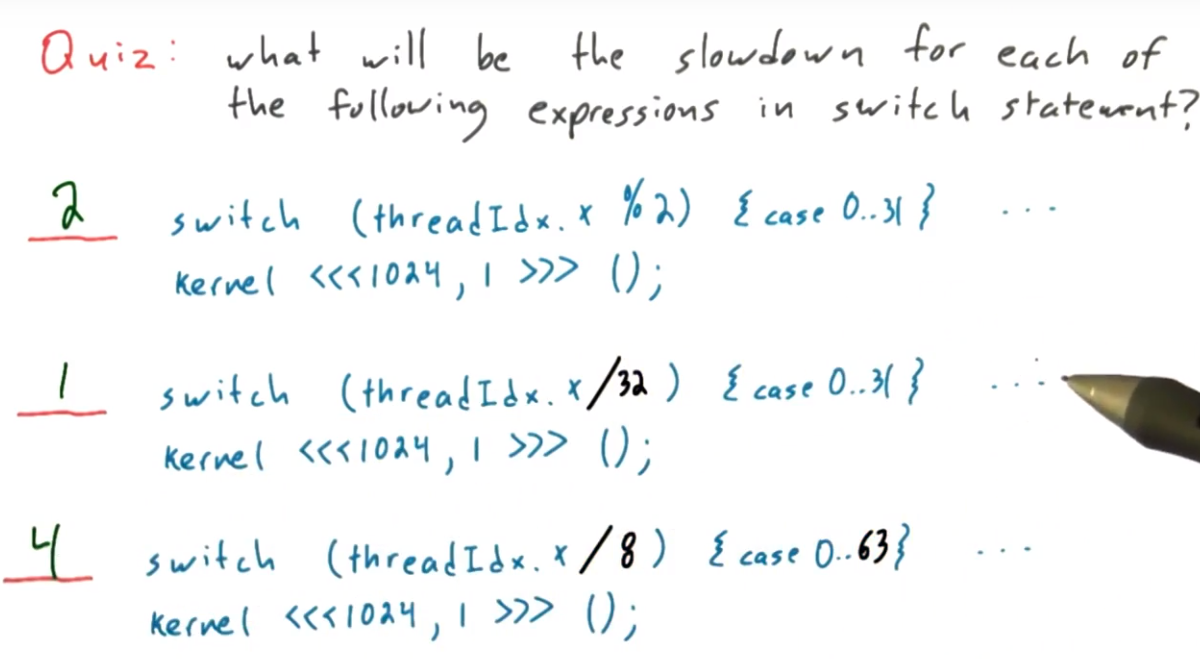 Quiz: what will be the slowdown for each of
the following expressions in switch statement?
2 switch (threadIdx.x %2) { case 0..31 } ...
kernel <<<1024, 1 >>> ();
1 switch (threadIdx.x/32 ) { case 0..31 } ...
kernel <<<1024, 1 >>> ();
4 switch (threadIdx.x /8) { case 0..63} ...
kernel <<<1024, 1 >>> ();